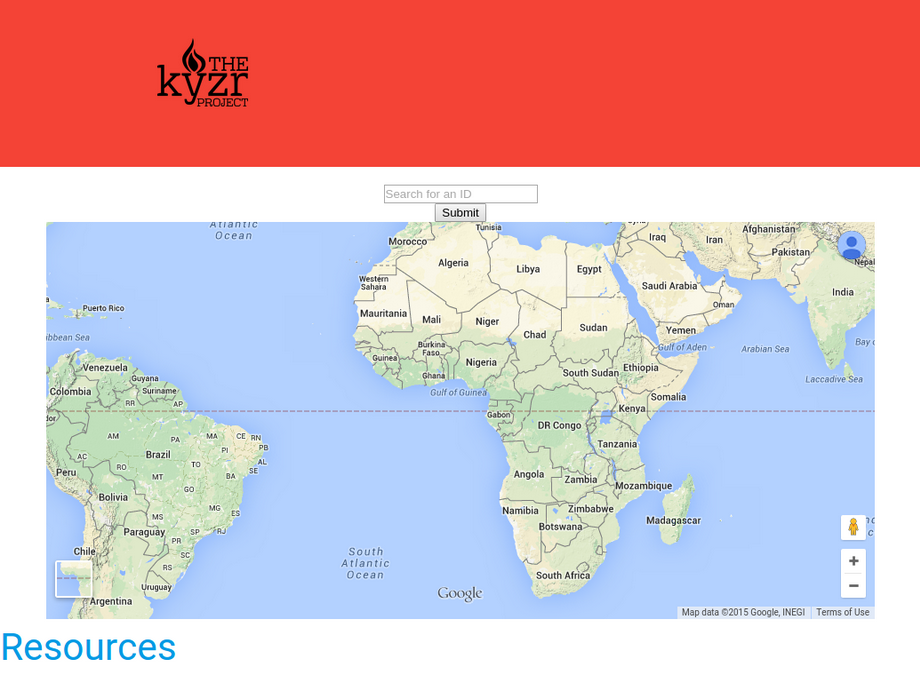 THE
kyzr
PROJECT
Search for an ID
Submit
Atlantic
Ocean
Tunisia
Morocco
Iraq
Iran
Afghanistan
Pakistan
Nepal
Algeria
Libya
Egypt
Western
Sahara
Saudi Arabia
India
Oman
Puerto Rico
Mauritania
Mali
Niger
Chad
Sudan
Yemen
Gulf of Aden
Arabian Sea
Burkina
Faso
Guinea
Nigeria
Ghana
South Sudan
Ethiopia
Laccadive Sea
Venezuela
Guyana
Suriname
Colombia
Gulf of Guinea
Somalia
RR
AP
Gabon
Kenya
DR Congo
AM
PA
MA
CE
RN
PB
PI
Tanzania
AC
Brazil
TO
AL
SE
RO
Peru
MT
BA
Angola
Zambia
Mozambique
GO
Bolivia
MG
ES
Namibia
Zimbabwe
Botswana
Madagascar
MS
SP
RJ
Paraguay
PR
SC
Chile
South
Atlantic
Ocean
RS
South Africa
Uruguay
Argentina
Google
Map data ©2015 Google, INEGI
Terms of Use
Resources